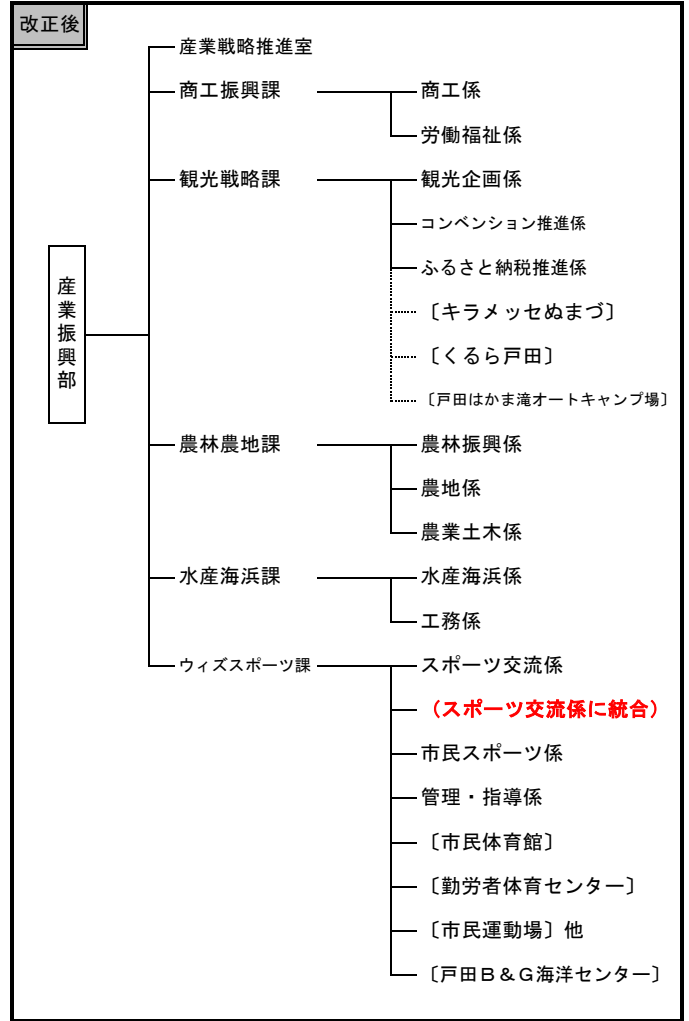 改正後
産業振興部
産業戦略推進室
商工振興課
商工係
労働福祉係
観光戦略課
観光企画係
コンベンション推進係
ふるさと納税推進係
〔キラメッセぬまづ〕
〔くるら戸田〕
〔戸田はかま滝オートキャンプ場〕
農林農地課
農林振興係
農地係
農業土木係
水産海浜課
水産海浜係
工務係
ウィズスポーツ課
スポーツ交流係
（スポーツ交流係に統合）
市民スポーツ係
管理・指導係
〔市民体育館〕
〔勤労者体育センター〕
〔市民運動場〕他
〔戸田Ｂ＆Ｇ海洋センター〕